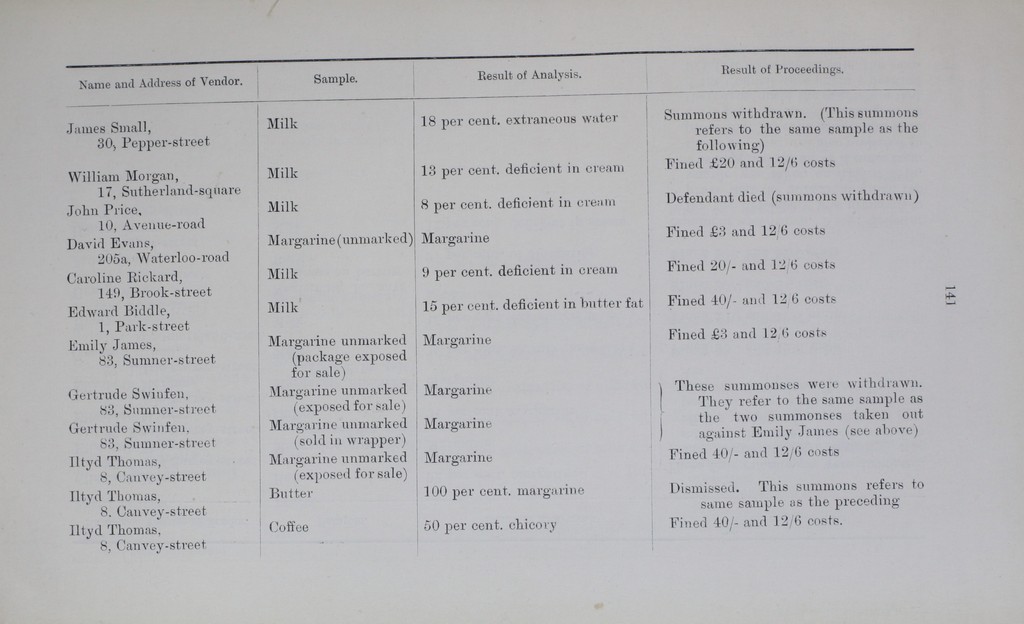 Name and Address of Vendor. Sample. Result of Analysis. Result of Proceedings.
James Small, Milk 18 per cent. extraneous water Summons withdrawn. (This summons
30, Pepper-street refers to the same sample as the
following)
William Morgan, Milk 13 per cent. deficient in cream Fined £20 and 12/6 costs
17, Sutherland-square
John Price, Milk 8 per cent. deficient in cream Defendant died (summons withdrawn)
10, Avenue-road
David Evans, Margarine (unmarked) Margarine Fined £3 and 12/6 costs
205a, Waterloo-road
Caroline Rickard, Milk 9 per cent. deficient in cream Fined 20/- and 12/6 costs
149, Brook-street
Edward Biddle, Milk 15 per cent. deficient in butter fat Fined 40/- and 12/6 costs
1, Park-street
Emily James, Margarine unmarked Margarine Fined £3 and 12/6 costs
83, Sumner-street (package exposed
for sale)
Gertrude Swinfen, Margarine unmarked Margarine These summonses were withdrawn.
83, Sumner-street (exposed for sale) They refer to the same sample as
Gertrude Swinfen, Margarine unmarked Margarine the two summonses taken out
83, Sumner-street (sold in wrapper) against Emily James (see above)
Iltyd Thomas, Margarine unmarked Margarine Fined 40/- and 12/6 costs
8, Canvey-street (exposed for sale)
Iltyd Thomas, Butter 100 per cent. margarine Dismissed. This summons refers to
8. Canvey-street same sample as the preceding
Iltyd Thomas, Coffee 50 per cent. chicory Fined 40/- and 12/6 costs.
8, Canvey-street
141